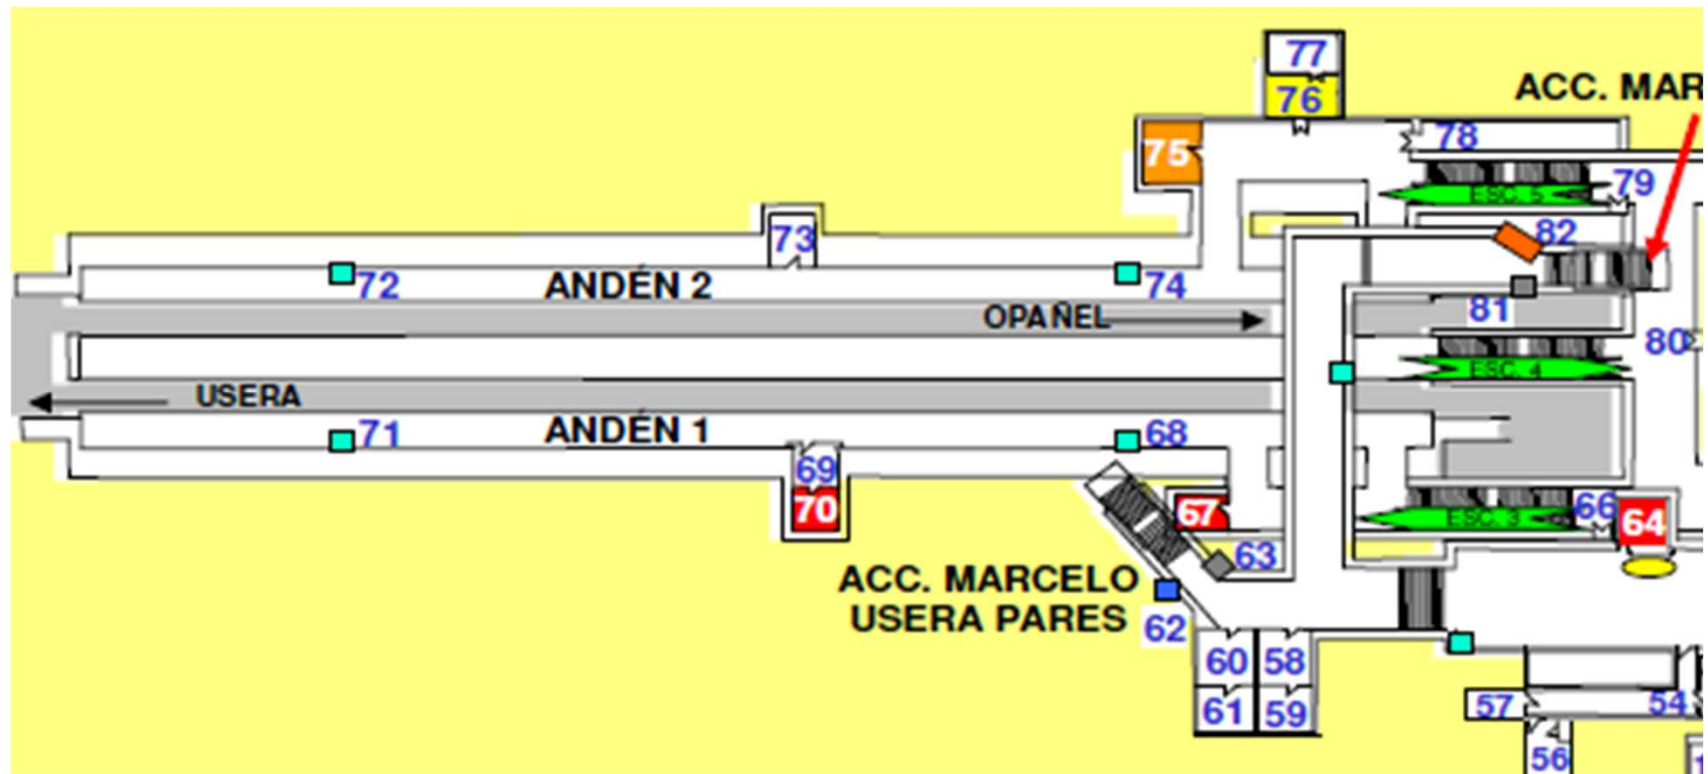 77
76
ACC. MAR
75
78
ESC. 5
79
73
82
72
ANDÉN 2
74
OPAÑEL
81
80
ESC. 4
USERA
71
ANDÉN 1
68
69
70
67
ESC. 3
66
64
63
ACC. MARCELO
USERA PARES
62
60
58
61
59
57
54
56